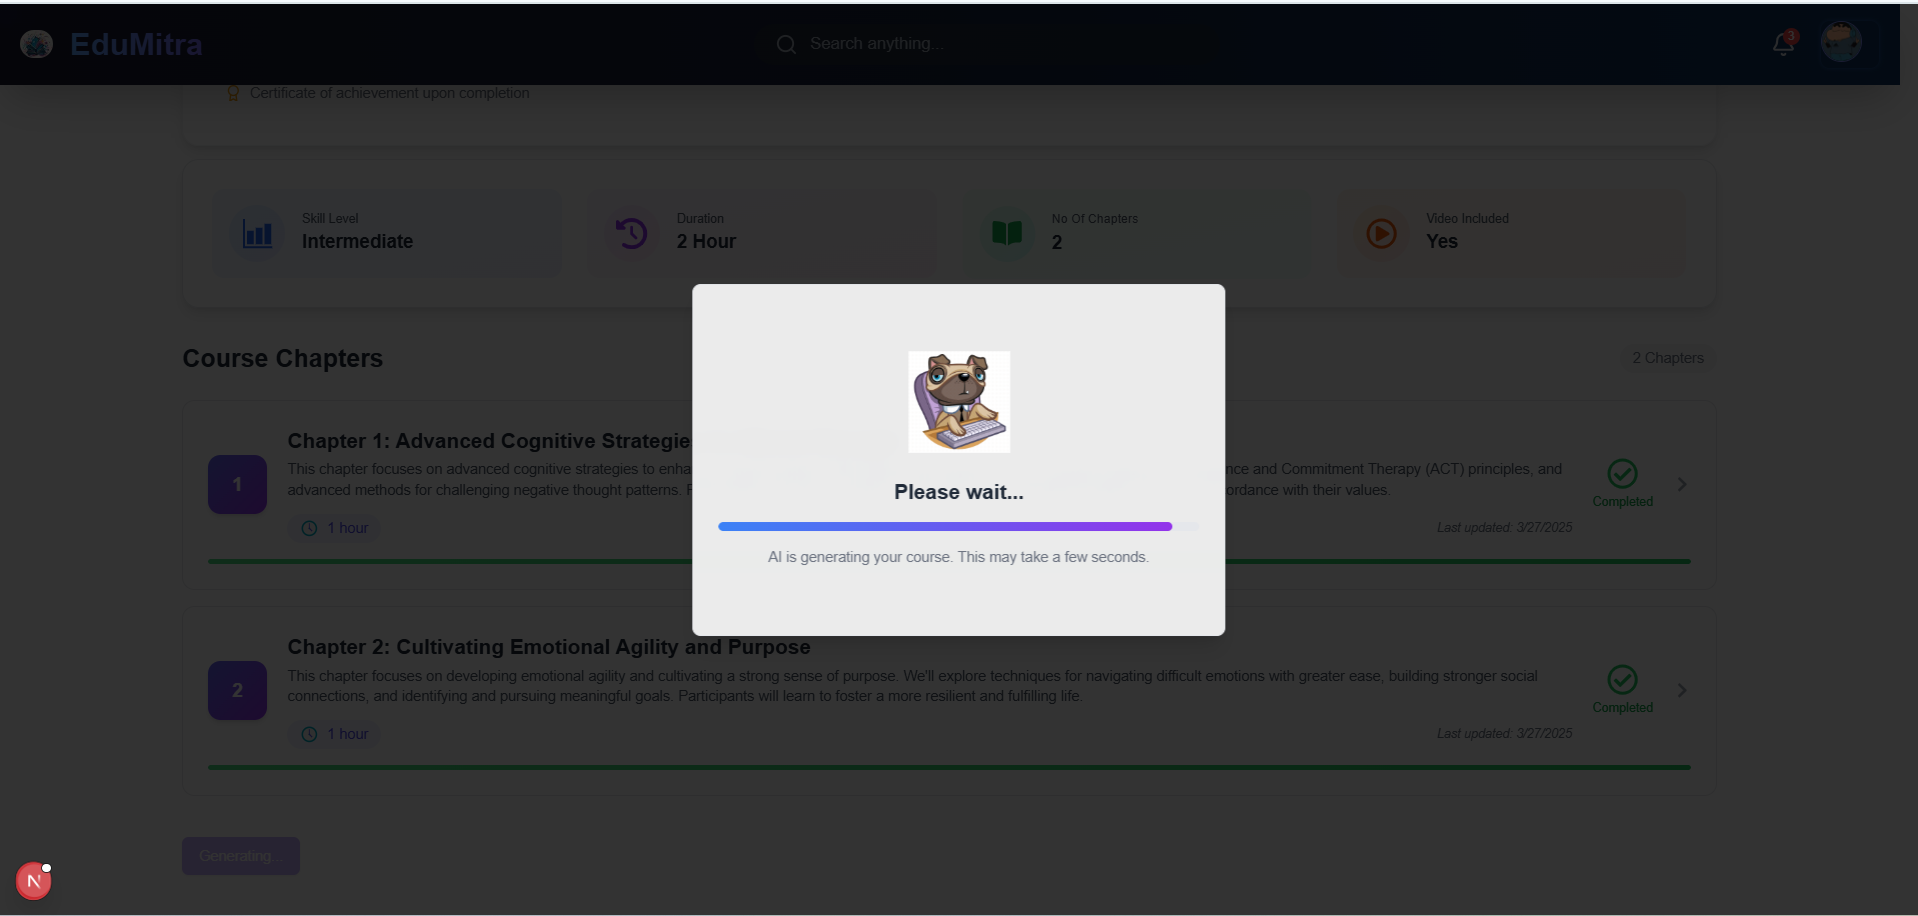 EduMitra
Search anything...
3
Certificate of achievement upon completion
Skill Level
Intermediate
Duration
2 Hour
No Of Chapters
2
Video Included
Yes
Course Chapters
2 Chapters
Chapter 1: Advanced Cognitive Strategie
1
This chapter focuses on advanced cognitive strategies to enha
nce and Commitment Therapy (ACT) principles, and
advanced methods for challenging negative thought patterns.
ordance with their values.
Completed
1 hour
Last updated: 3/27/2025
Please wait...
AI is generating your course. This may take a few seconds.
Chapter 2: Cultivating Emotional Agility and Purpose
2
This chapter focuses on developing emotional agility and cultivating a strong sense of purpose. We'll explore techniques for navigating difficult emotions with greater ease, building stronger social
connections, and identifying and pursuing meaningful goals. Participants will learn to foster a more resilient and fulfilling life.
Completed
1 hour
Last updated: 3/27/2025
Generating...
N